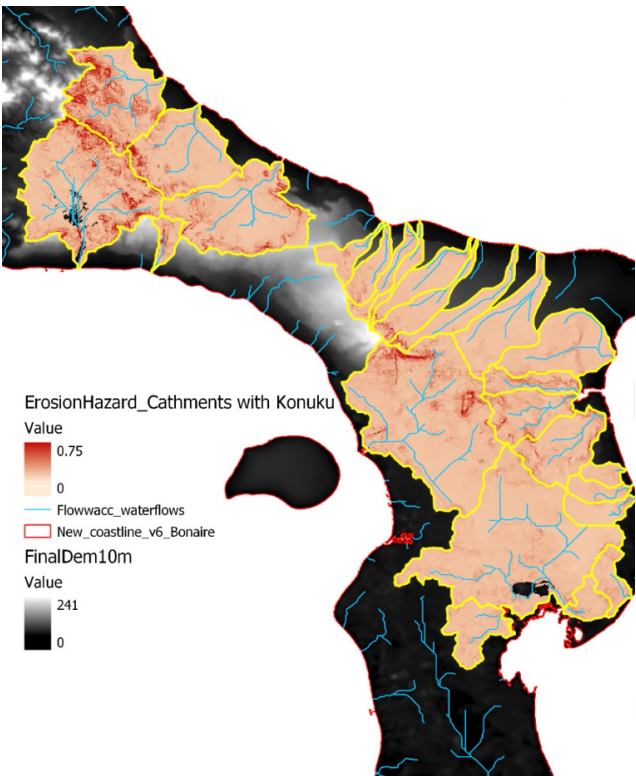 ErosionHazard_Cathments with Konuku
Value
0.75
0
Flowwacc_waterflows
New_coastline_v6_Bonaire
FinalDem10m
Value
241
0